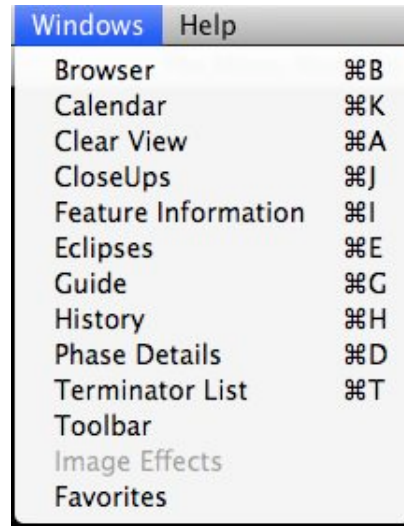 Windows Help
Browser ⌘B
Calendar ⌘K
Clear View ⌘A
CloseUps ⌘J
Feature Information ⌘I
Eclipses ⌘E
Guide ⌘G
History ⌘H
Phase Details ⌘D
Terminator List ⌘T
Toolbar
Image Effects
Favorites